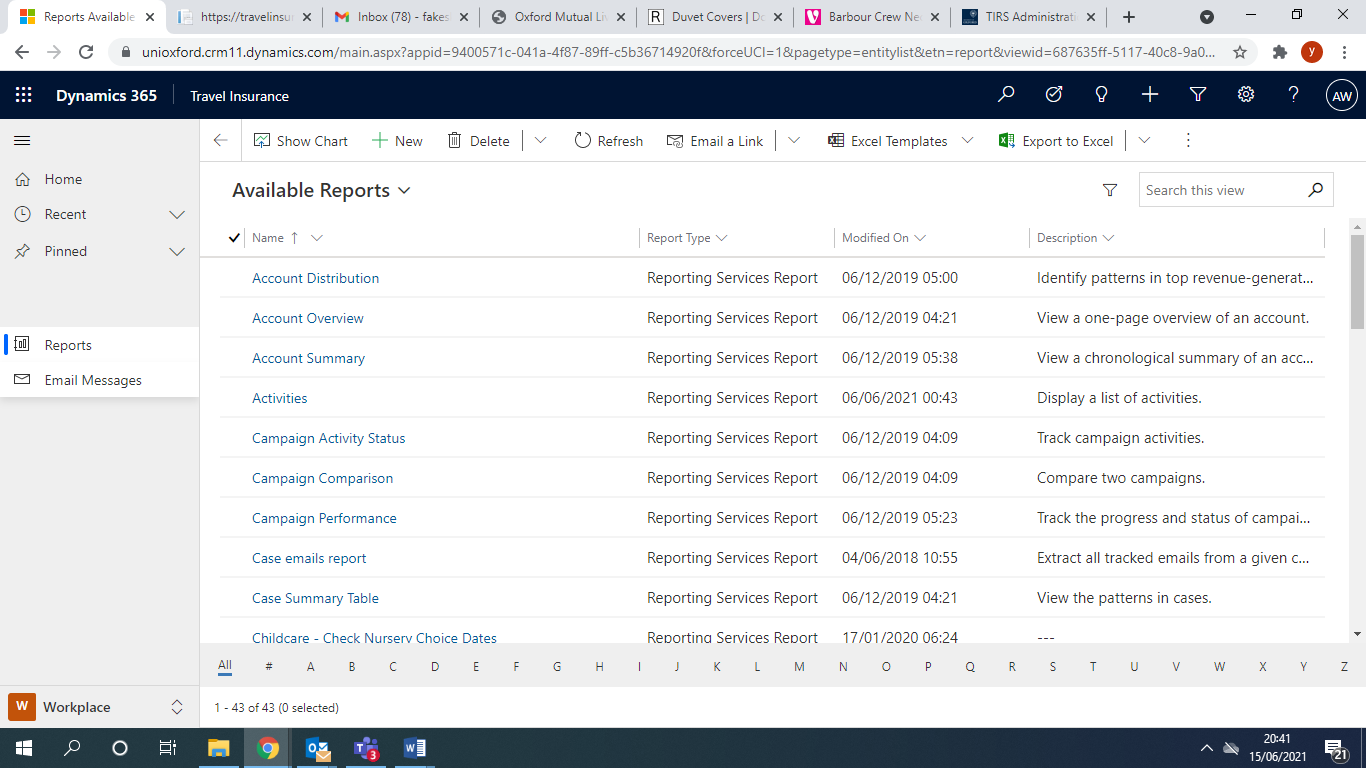 Reports Available
https://travelinsu
Inbox (78) - fakes
Oxford Mutual Li
Duvet Covers | D
Barbour Crew Ne
TIRS Administrati
unioxford.crm11.dynamics.com/main.aspx?appid=9400571c-041a-4f87-89ff-c5b36714920f&forceUCI=1&pagetype=entitylist&etn=report&viewid=687635ff-5117-40c8-9a0...
y
Dynamics 365
Travel Insurance
AW
Show Chart
New
Delete
Refresh
Email a Link
Excel Templates
Export to Excel
Home
Recent
Pinned
Reports
Email Messages
Available Reports
Search this view
Name Report Type Modified On Description
Account Distribution Reporting Services Report 06/12/2019 05:00 Identify patterns in top revenue-generat...
Account Overview Reporting Services Report 06/12/2019 04:21 View a one-page overview of an account.
Account Summary Reporting Services Report 06/12/2019 05:38 View a chronological summary of an acc...
Activities Reporting Services Report 06/06/2021 00:43 Display a list of activities.
Campaign Activity Status Reporting Services Report 06/12/2019 04:09 Track campaign activities.
Campaign Comparison Reporting Services Report 06/12/2019 04:09 Compare two campaigns.
Campaign Performance Reporting Services Report 06/12/2019 05:23 Track the progress and status of campai...
Case emails report Reporting Services Report 04/06/2018 10:55 Extract all tracked emails from a given c...
Case Summary Table Reporting Services Report 06/12/2019 04:21 View the patterns in cases.
Childcare - Check Nursery Choice Dates Reporting Services Report 17/01/2020 06:24 ---
All # A B C D E F G H I J K L M N O P Q R S T U V W X Y Z
W Workplace
1 - 43 of 43 (0 selected)
3
20:41
15/06/2021
21